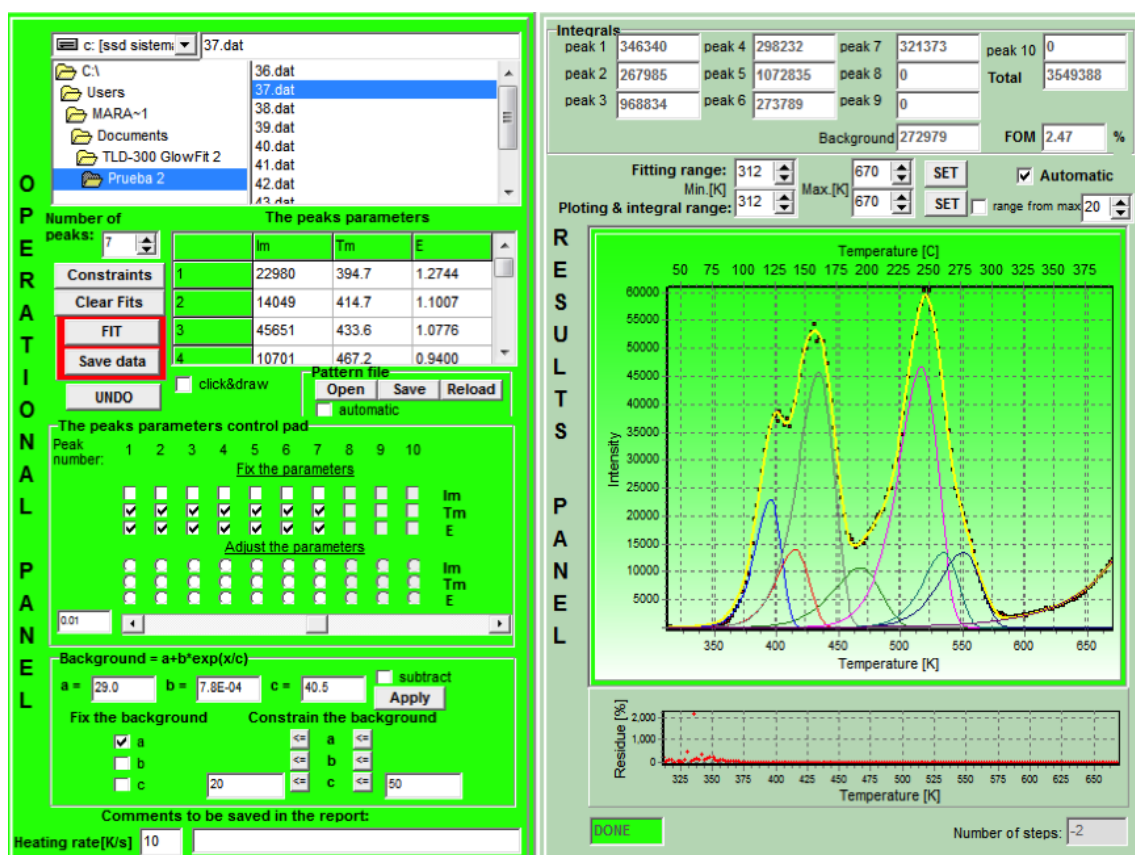 c: [ssd sistema
37.dat
C:\
Users
MARA~1
Documents
TLD-300 GlowFit 2
Prueba 2
36.dat
37.dat
38.dat
39.dat
40.dat
41.dat
42.dat
43.dat
OPERATIONAL PANEL
Number of
peaks: 7
The peaks parameters
Im Tm E
1 22980 394.7 1.2744
2 14049 414.7 1.1007
3 45651 433.6 1.0776
4 10701 467.2 0.9400
Constraints
Clear Fits
FIT
Save data
UNDO
click&draw
Pattern file
Open Save Reload
automatic
The peaks parameters control pad
Peak
number: 1 2 3 4 5 6 7 8 9 10
Fix the parameters
Im
Tm
E
Adjust the parameters
Im
Tm
E
0.01
Background = a+b*exp(x/c)
a = 29.0 b = 7.8E-04 c = 40.5
subtract
Apply
Fix the background
Constrain the background
a <= a <=
b <= b <=
c 20 <= c <= 50
Comments to be saved in the report:
Heating rate[K/s] 10
Integrals
peak 1 346340 peak 4 298232 peak 7 321373 peak 10 0
peak 2 267985 peak 5 1072835 peak 8 0 Total 3549388
peak 3 968834 peak 6 273789 peak 9 0
Background 272979 FOM 2.47 %
Fitting range: 312 670 SET Automatic
Min.[K] Max.[K]
Ploting & integral range: 312 670 SET range from max 20
RESULTS PANEL
Temperature [C]
50 75 100 125 150 175 200 225 250 275 300 325 350 375
Intensity
60000
55000
50000
45000
40000
35000
30000
25000
20000
15000
10000
5000
350 400 450 500 550 600 650
Temperature [K]
Residue [%]
2,000
1,000
0
325 350 375 400 425 450 475 500 525 550 575 600 625 650
Temperature [K]
DONE
Number of steps: -2